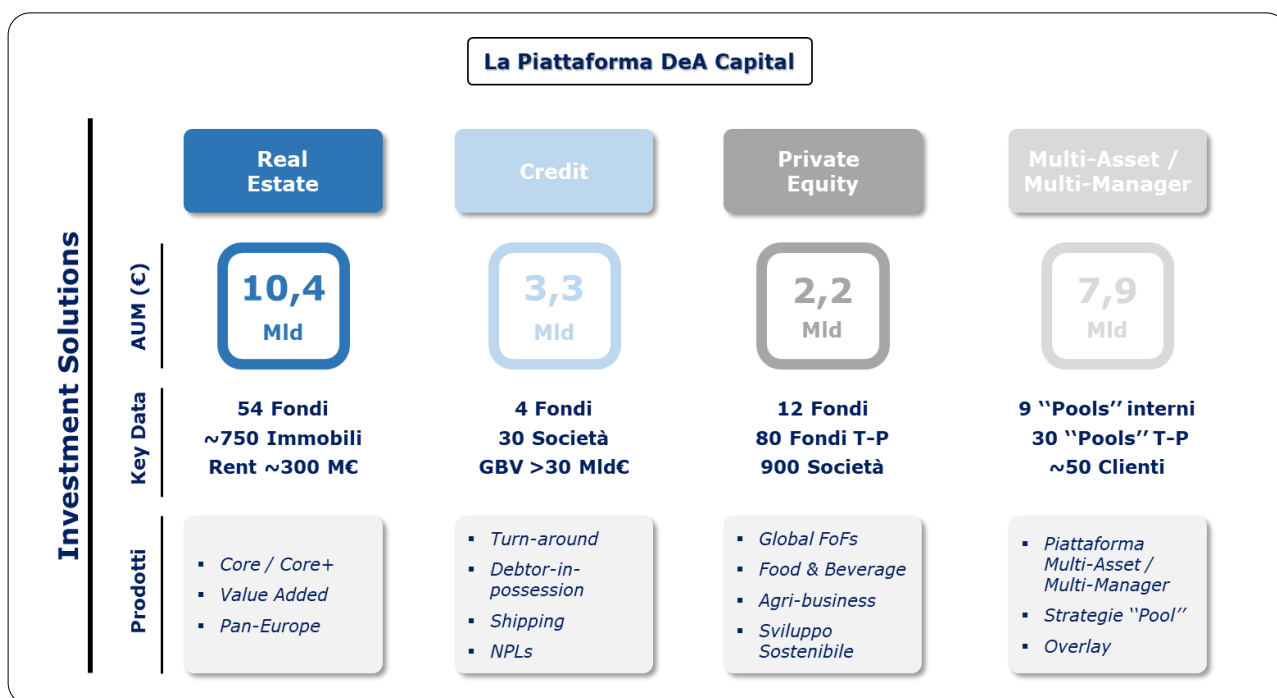 La Piattaforma DeA Capital
Investment Solutions
Real
Estate
Credit
Private
Equity
Multi-Asset /
Multi-Manager
AUM (€)
10,4
Mld
3,3
Mld
2,2
Mld
7,9
Mld
Key Data
54 Fondi
~750 Immobili
Rent ~300 M€
4 Fondi
30 Società
GBV >30 Mld€
12 Fondi
80 Fondi T-P
900 Società
9 ‘‘Pools’’ interni
30 ‘‘Pools’’ T-P
~50 Clienti
Prodotti
▪ Core / Core+
▪ Value Added
▪ Pan-Europe
▪ Turn-around
▪ Debtor-in-
possession
▪ Shipping
▪ NPLs
▪ Global FoFs
▪ Food & Beverage
▪ Agri-business
▪ Sviluppo
Sostenibile
▪ Piattaforma
Multi-Asset /
Multi-Manager
▪ Strategie ‘‘Pool’’
▪ Overlay